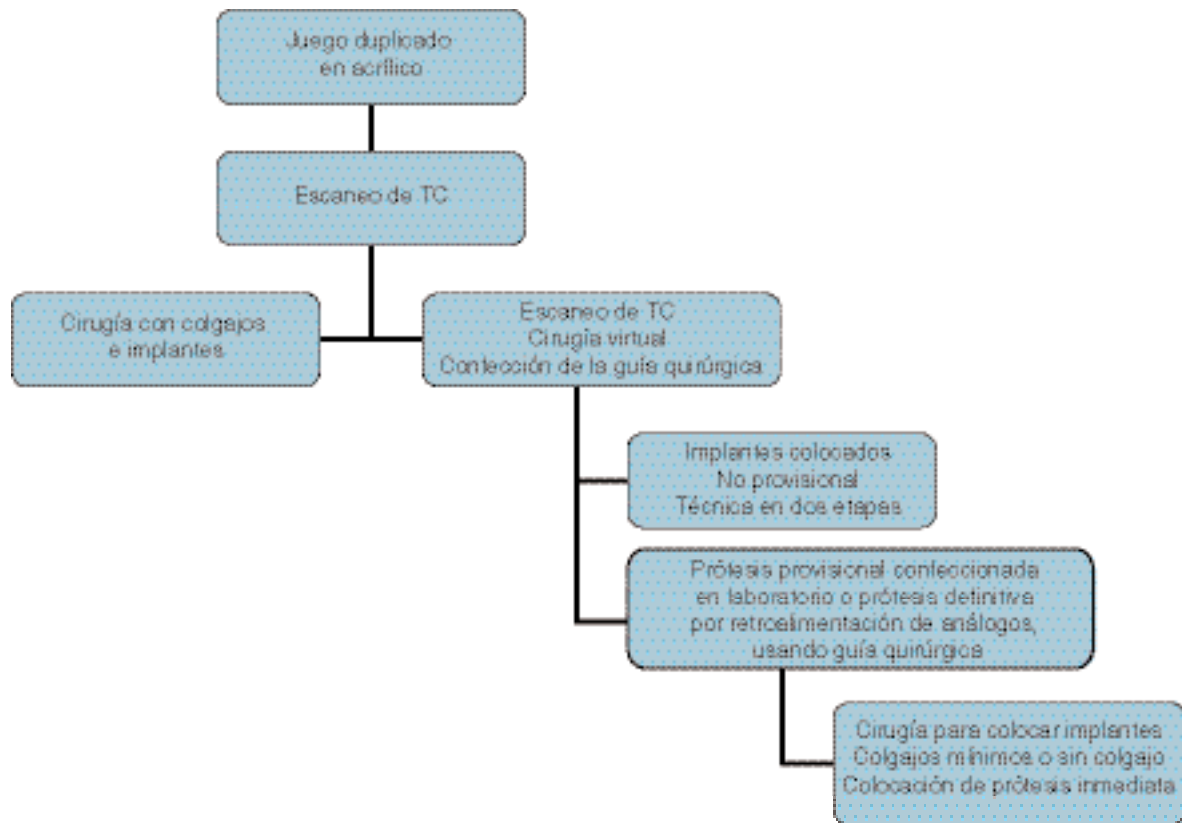 Juego duplicado
en acrílico
Escaneo de TC
Cirugía con colgajos
e implantes
Escaneo de TC
Cirugía virtual
Confección de la guía quirúrgica
Implantes colocados
No provisional
Técnica en dos etapas
Prótesis provisional confeccionada
en laboratorio o prótesis definitiva
por retroalimentación de análogos,
usando guía quirúrgica
Cirugía para colocar implantes
Colgajos mínimos o sin colgajo
Colocación de prótesis inmediata